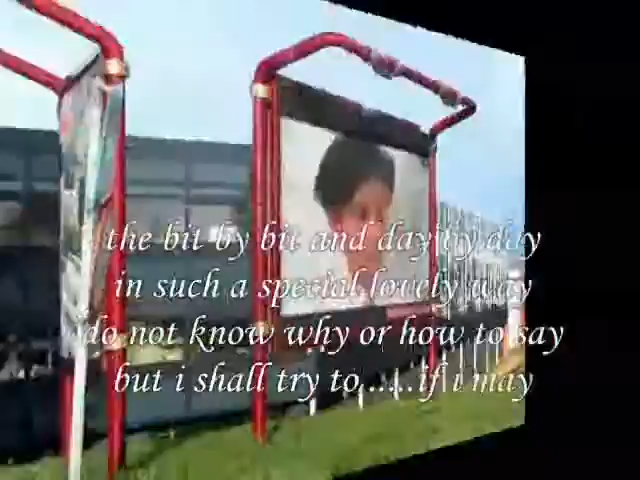 the bit by bit and day by day
in such a special lovely way
do not know why or how to say
but i shall try to.....if i may